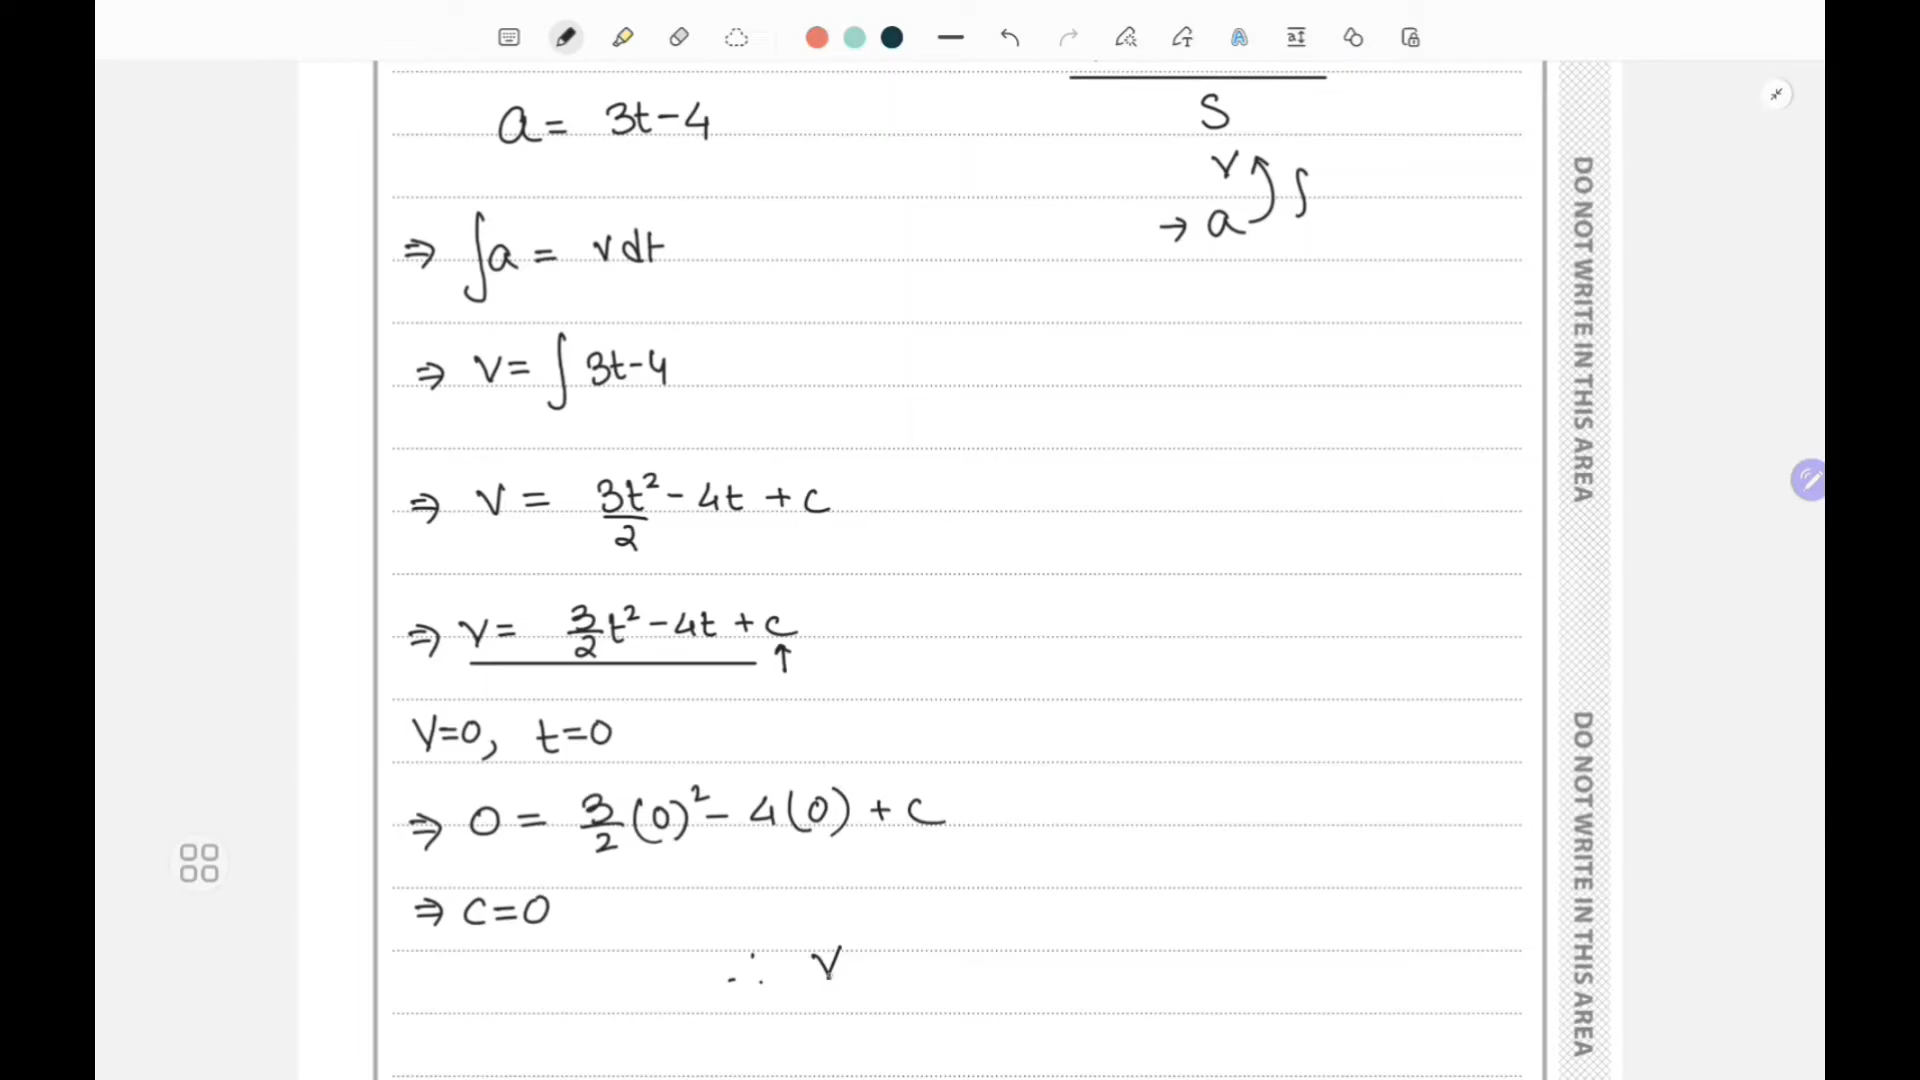 a = 3t-4
S
v
→ a ∫
⇒ ∫a = vdt
⇒ v = ∫ 3t-4
⇒ v = 3t²/2 - 4t + c
⇒ v = 3/2 t² - 4t + c
↑
V=0, t=0
⇒ 0 = 3/2 (0)² - 4(0) + c
⇒ c=0
∴ v
DO NOT WRITE IN THIS AREA
DO NOT WRITE IN THIS AREA